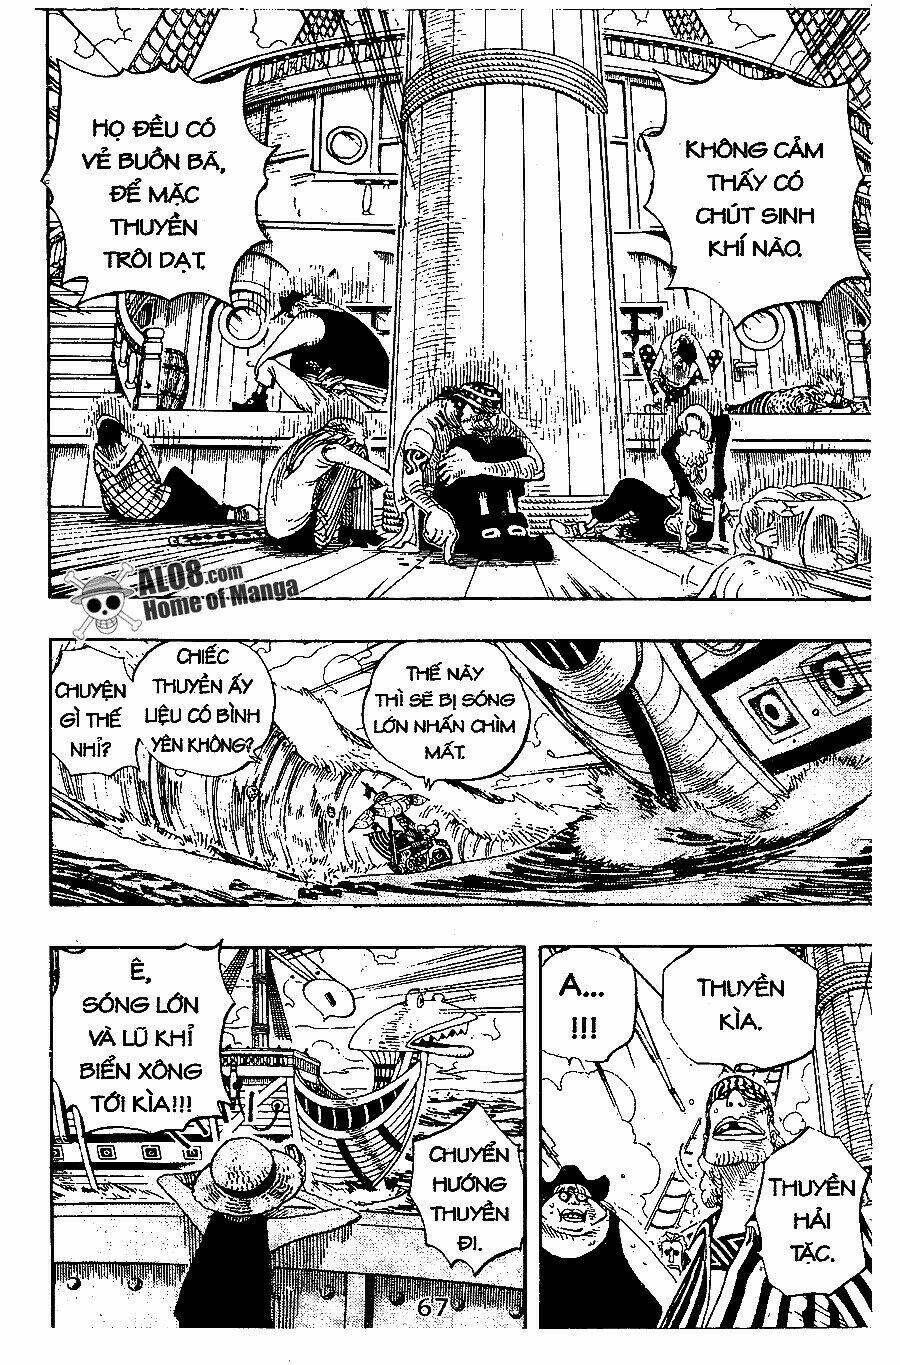 KHÔNG CẢM
THẤY CÓ
CHÚT SINH
KHÍ NÀO.
HỌ ĐỀU CÓ
VẺ BUỒN BÃ,
ĐỂ MẶC
THUYỀN
TRÔI DẠT.
AL08.com
Home of Manga
THẾ NÀY
THÌ SẼ BỊ SÓNG
LỚN NHẤN CHÌM
MẤT.
CHIẾC
THUYỀN ẤY
LIỆU CÓ BÌNH
YÊN KHÔNG?
CHUYỆN
GÌ THẾ
NHỈ?
THUYỀN
KÌA.
A...
!!!
THUYỀN
HẢI
TẶC.
Ê,
SÓNG LỚN
VÀ LŨ KHỈ
BIỂN XÔNG
TỚI KÌA!!!
!
CHUYỂN
HƯỚNG
THUYỀN
ĐI.
67